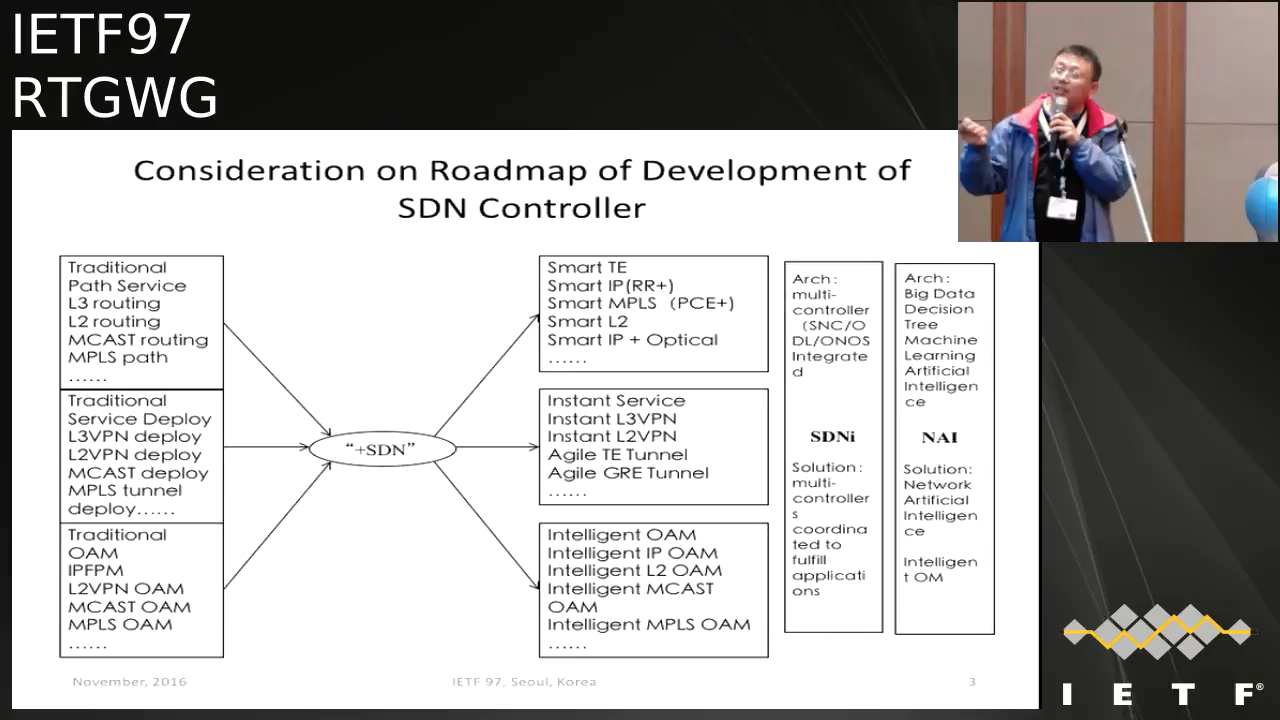 IETF97
RTGWG
Consideration on Roadmap of Development of
SDN Controller
Traditional
Path Service
L3 routing
L2 routing
MCAST routing
MPLS path
......
Traditional
Service Deploy
L3VPN deploy
L2VPN deploy
MCAST deploy
MPLS tunnel
deploy......
Traditional
OAM
IPFPM
L2VPN OAM
MCAST OAM
MPLS OAM
......
“+SDN”
Smart TE
Smart IP(RR+)
Smart MPLS（PCE+)
Smart L2
Smart IP + Optical
......
Instant Service
Instant L3VPN
Instant L2VPN
Agile TE Tunnel
Agile GRE Tunnel
......
Intelligent OAM
Intelligent IP OAM
Intelligent L2 OAM
Intelligent MCAST
OAM
Intelligent MPLS OAM
......
Arch:
multi-
controller
（SNC/O
DL/ONOS
Integrate
d
SDNi
Solution:
multi-
controller
s
coordina
ted to
fulfill
applicati
ons
Arch:
Big Data
Decision
Tree
Machine
Learning
Artificial
Intelligen
ce
NAI
Solution:
Network
Artificial
Intelligen
ce
Intelligen
t OM
November, 2016
IETF 97, Seoul, Korea
3
I E T F®